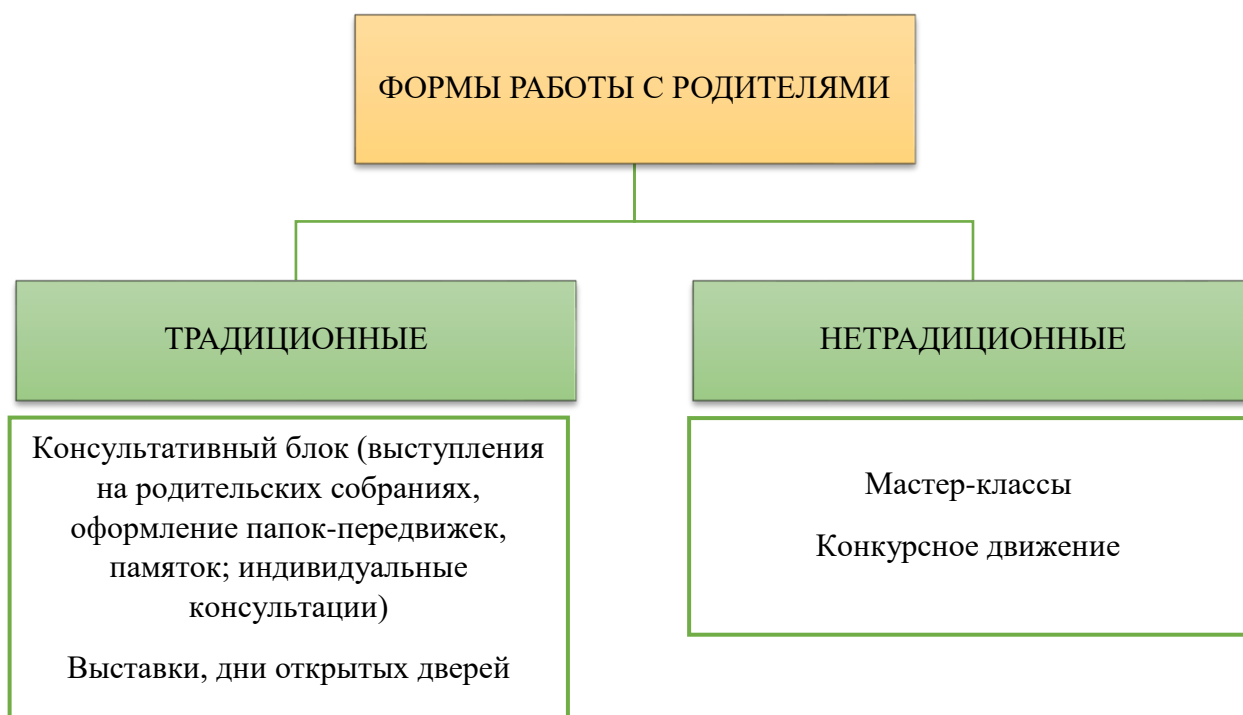 ФОРМЫ РАБОТЫ С РОДИТЕЛЯМИ
ТРАДИЦИОННЫЕ
Консультативный блок (выступления
на родительских собраниях,
оформление папок-передвижек,
памяток; индивидуальные
консультации)
Выставки, дни открытых дверей
НЕТРАДИЦИОННЫЕ
Мастер-классы
Конкурсное движение